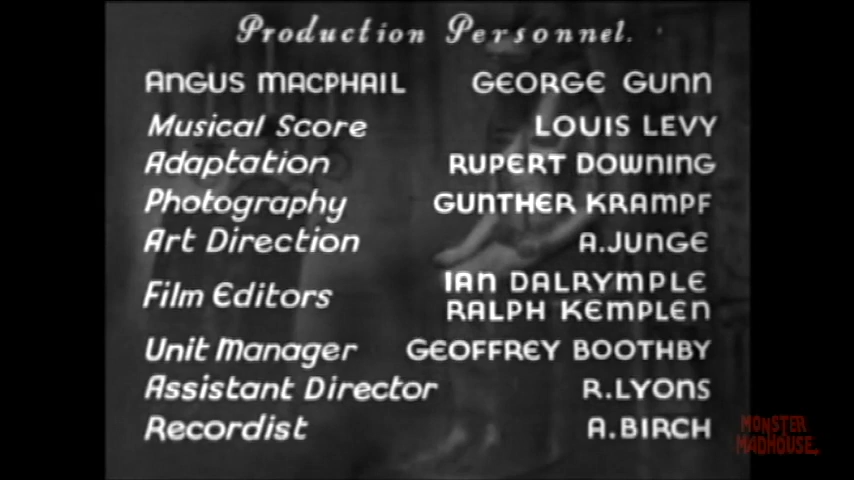 Production Personnel.
ANGUS MACPHAIL GEORGE GUNN
Musical Score LOUIS LEVY
Adaptation RUPERT DOWNING
Photography GUNTHER KRAMPF
Art Direction A.JUNGE
Film Editors IAN DALRYMPLE
RALPH KEMPLEN
Unit Manager GEOFFREY BOOTHBY
Assistant Director R.LYONS
Recordist A.BIRCH
MONSTER
MADHOUSE